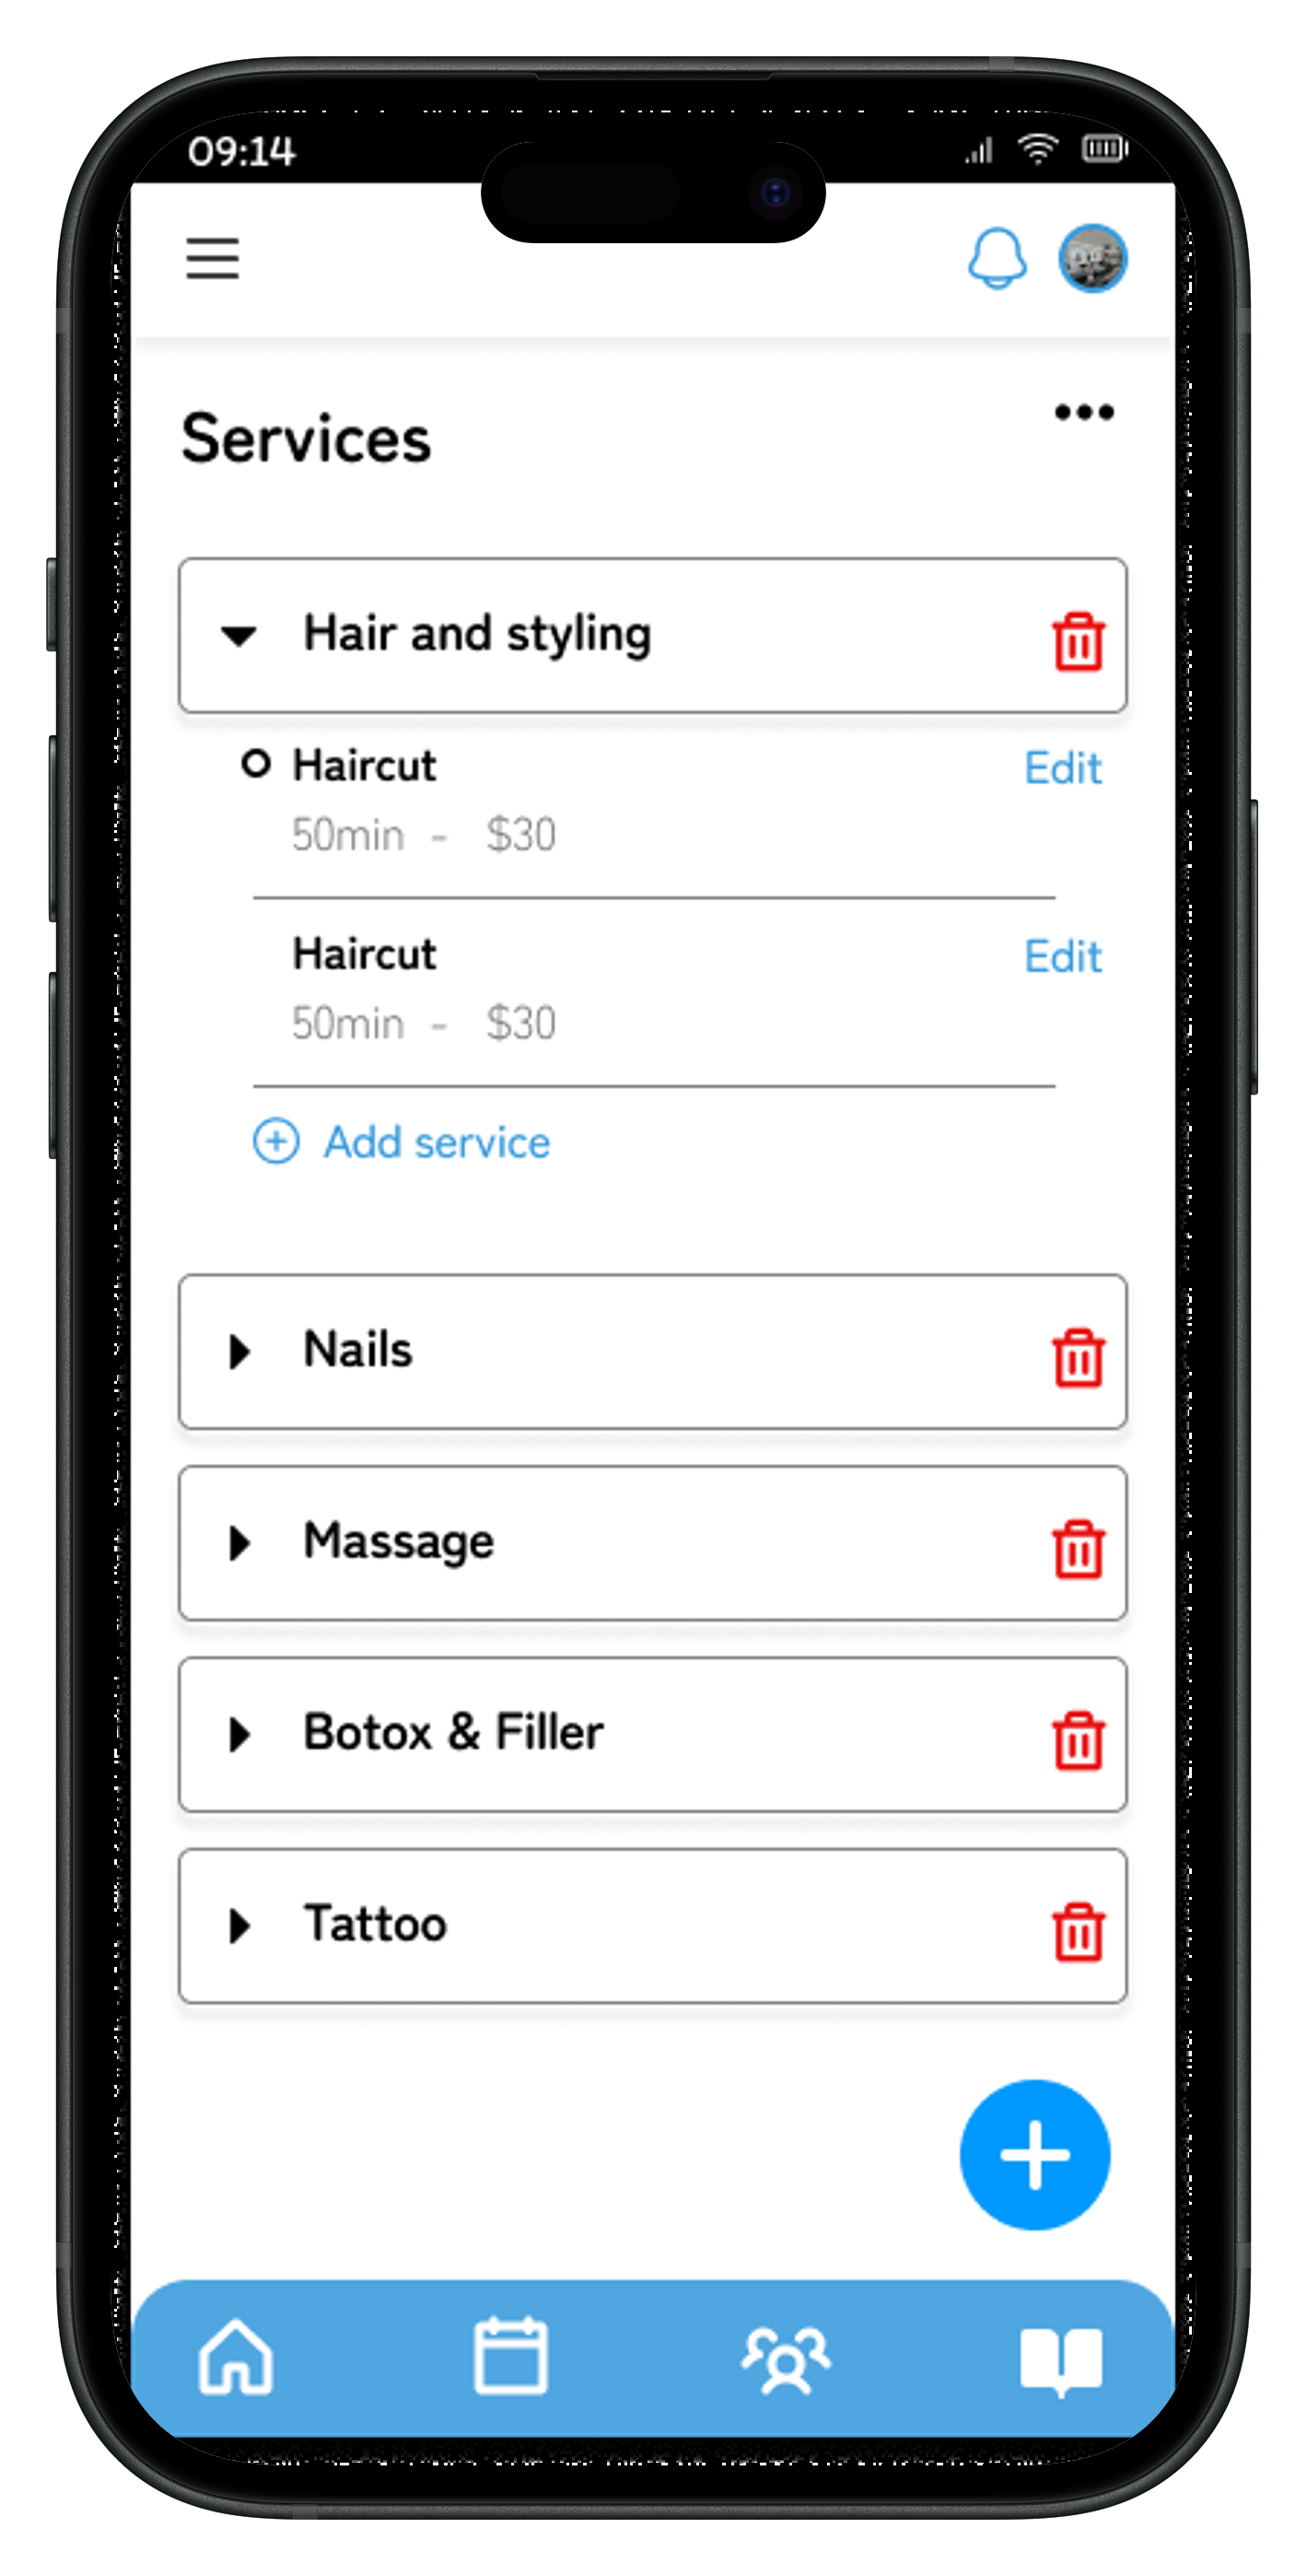 09:14
Services
Hair and styling
Haircut Edit
50min - $30
Haircut Edit
50min - $30
Add service
Nails
Massage
Botox & Filler
Tattoo